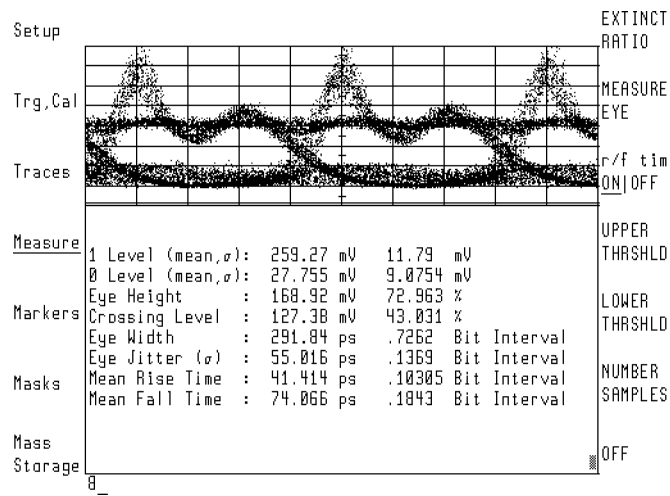 Setup
Trg,Cal
Traces
Measure
Markers
Masks
Mass
Storage
1 Level (mean,σ): 259.27 mV 11.79 mV
0 Level (mean,σ): 27.755 mV 9.0754 mV
Eye Height : 168.92 mV 72.963 %
Crossing Level : 127.38 mV 43.031 %
Eye Width : 291.84 ps .7262 Bit Interval
Eye Jitter (σ) : 55.016 ps .1369 Bit Interval
Mean Rise Time : 41.414 ps .10305 Bit Interval
Mean Fall Time : 74.066 ps .1843 Bit Interval
B_
EXTINCT
RATIO
MEASURE
EYE
r/f tim
ON|OFF
UPPER
THRSHLD
LOWER
THRSHLD
NUMBER
SAMPLES
OFF